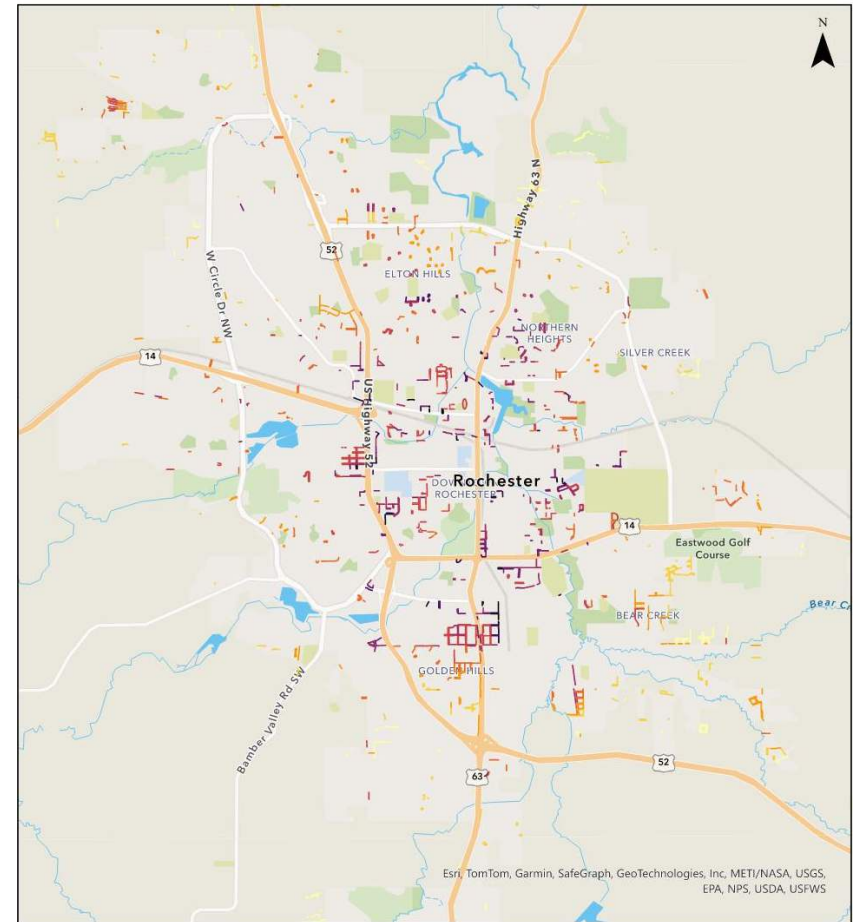 N
Highway 63 N
52
W Circle Dr NW
ELTON HILLS
NORTHERN
HEIGHTS
SILVER CREEK
14
US Highway 52
Rochester
DOW
ROCHESTER
14
Eastwood Golf
Course
Bear Cr
BEAR CREEK
GOLDEN HILLS
Bamber Valley Rd SW
52
63
Esri, TomTom, Garmin, SafeGraph, GeoTechnologies, Inc, METI/NASA, USGS,
EPA, NPS, USDA, USFWS